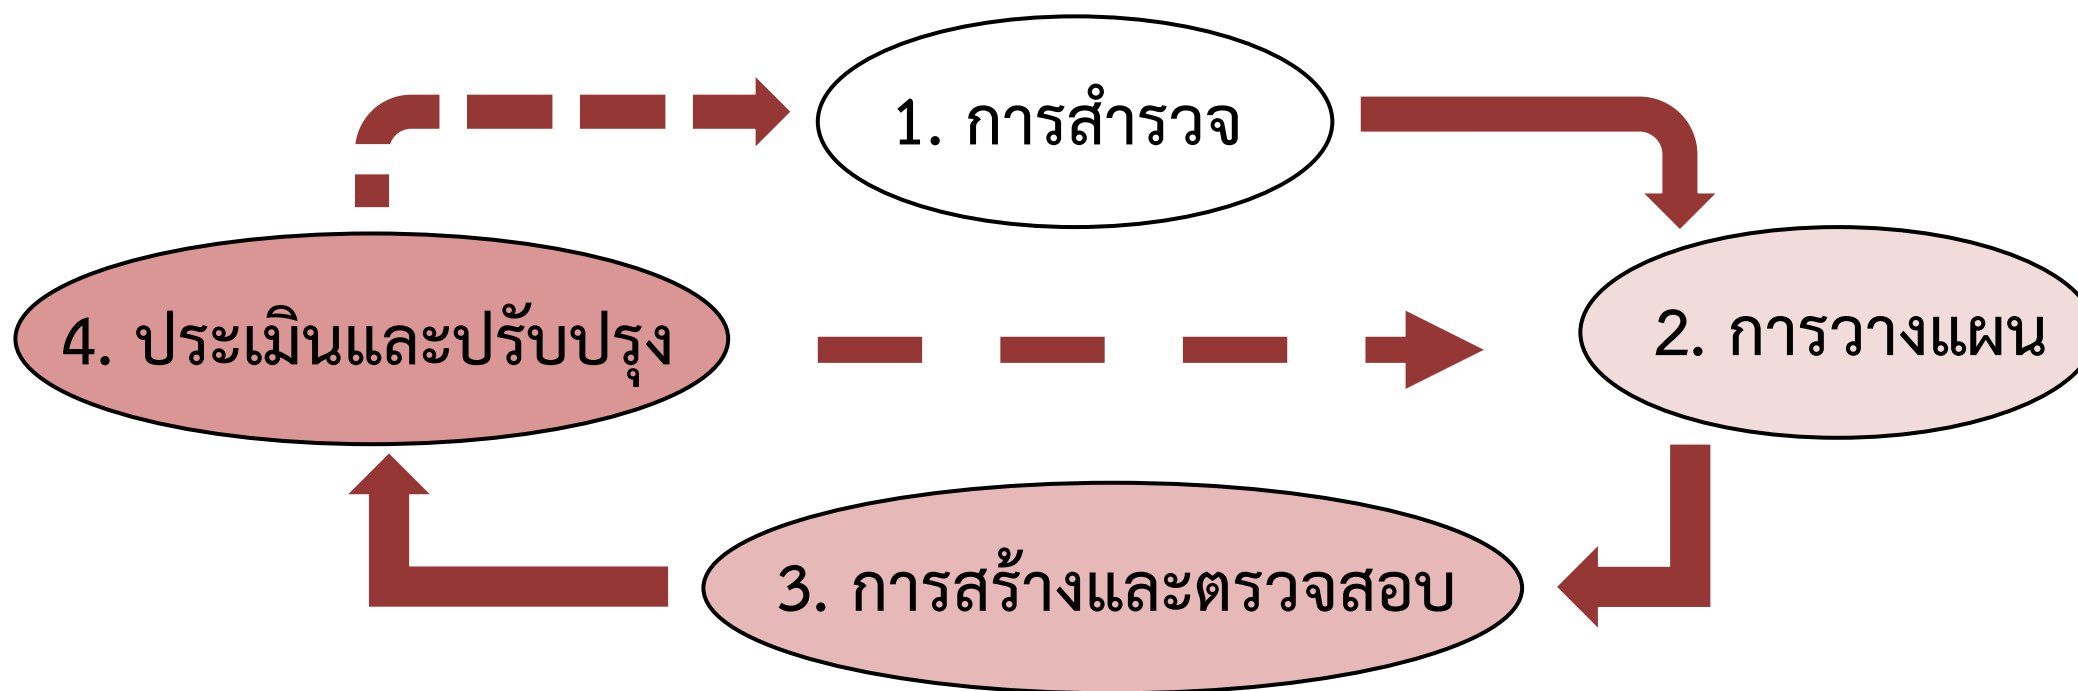 1. การสำรวจ
2. การวางแผน
3. การสร้างและตรวจสอบ
4. ประเมินและปรับปรุง